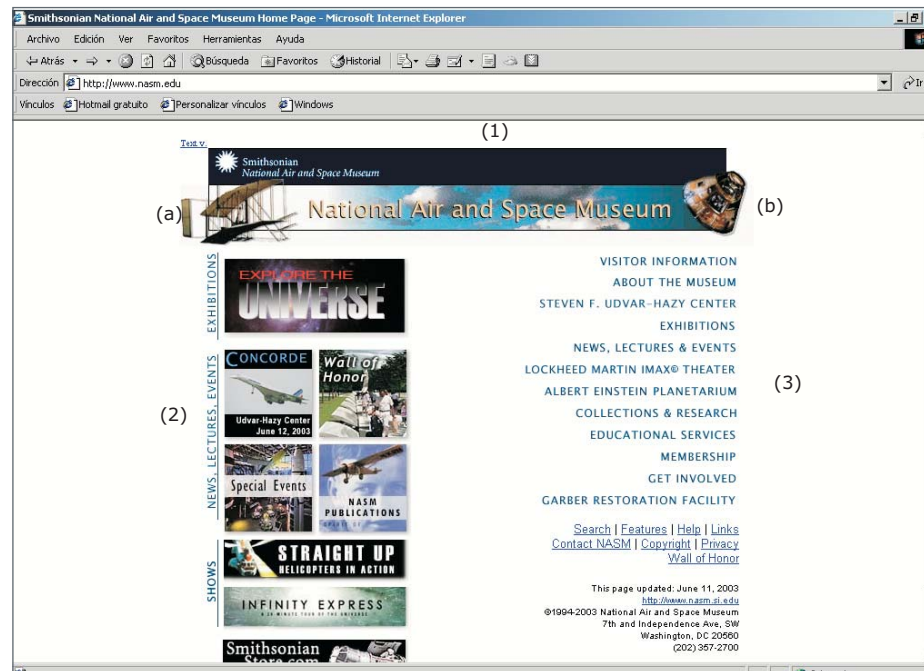 Smithsonian National Air and Space Museum Home Page - Microsoft Internet Explorer
Archivo Edición Ver Favoritos Herramientas Ayuda
Atrás Búsqueda Favoritos Historial
Dirección http://www.nasm.edu Ir
Vínculos Hotmail gratuito Personalizar vínculos Windows
(1)
Text v.
Smithsonian
National Air and Space Museum
(a)
National Air and Space Museum
(b)
EXHIBITIONS
EXPLORE THE
UNIVERSE
(2)
NEWS, LECTURES, EVENTS
CONCORDE
Udvar-Hazy Center
June 12, 2003
Wall of
Honor
Special Events
NASM
PUBLICATIONS
SHOWS
STRAIGHT UP
HELICOPTERS IN ACTION
INFINITY EXPRESS
A 20 MINUTE TOUR OF THE UNIVERSE
Smithsonian
Store.com
VISITOR INFORMATION
ABOUT THE MUSEUM
STEVEN F. UDVAR-HAZY CENTER
EXHIBITIONS
NEWS, LECTURES & EVENTS
LOCKHEED MARTIN IMAX® THEATER
ALBERT EINSTEIN PLANETARIUM
COLLECTIONS & RESEARCH
EDUCATIONAL SERVICES
MEMBERSHIP
GET INVOLVED
GARBER RESTORATION FACILITY
(3)
Search | Features | Help | Links
Contact NASM | Copyright | Privacy
Wall of Honor
This page updated: June 11, 2003
http://www.nasm.si.edu
©1994-2003 National Air and Space Museum
7th and Independence Ave, SW
Washington, DC 20560
(202) 357-2700